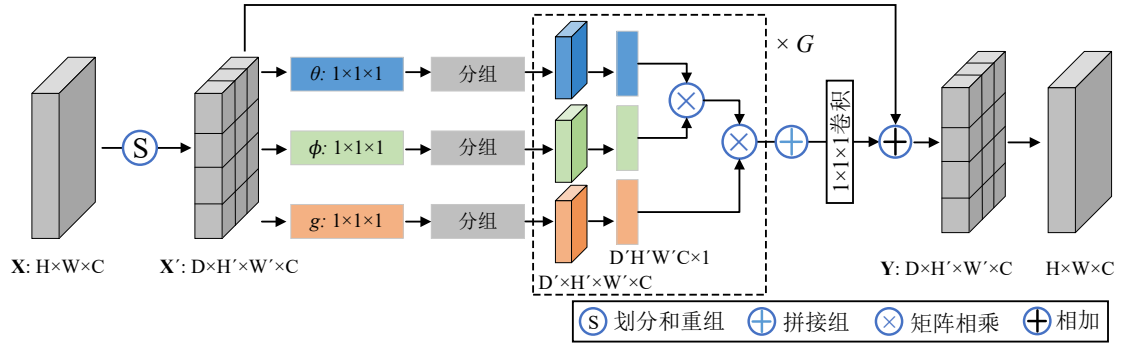 × G
θ: 1×1×1
分组
ϕ: 1×1×1
分组
g: 1×1×1
分组
S
1×1×1卷积
D´H´W´C×1
D´×H´×W´×C
X: H×W×C
X´: D×H´×W´×C
Y: D×H´×W´×C
H×W×C
S 划分和重组
拼接组
矩阵相乘
相加